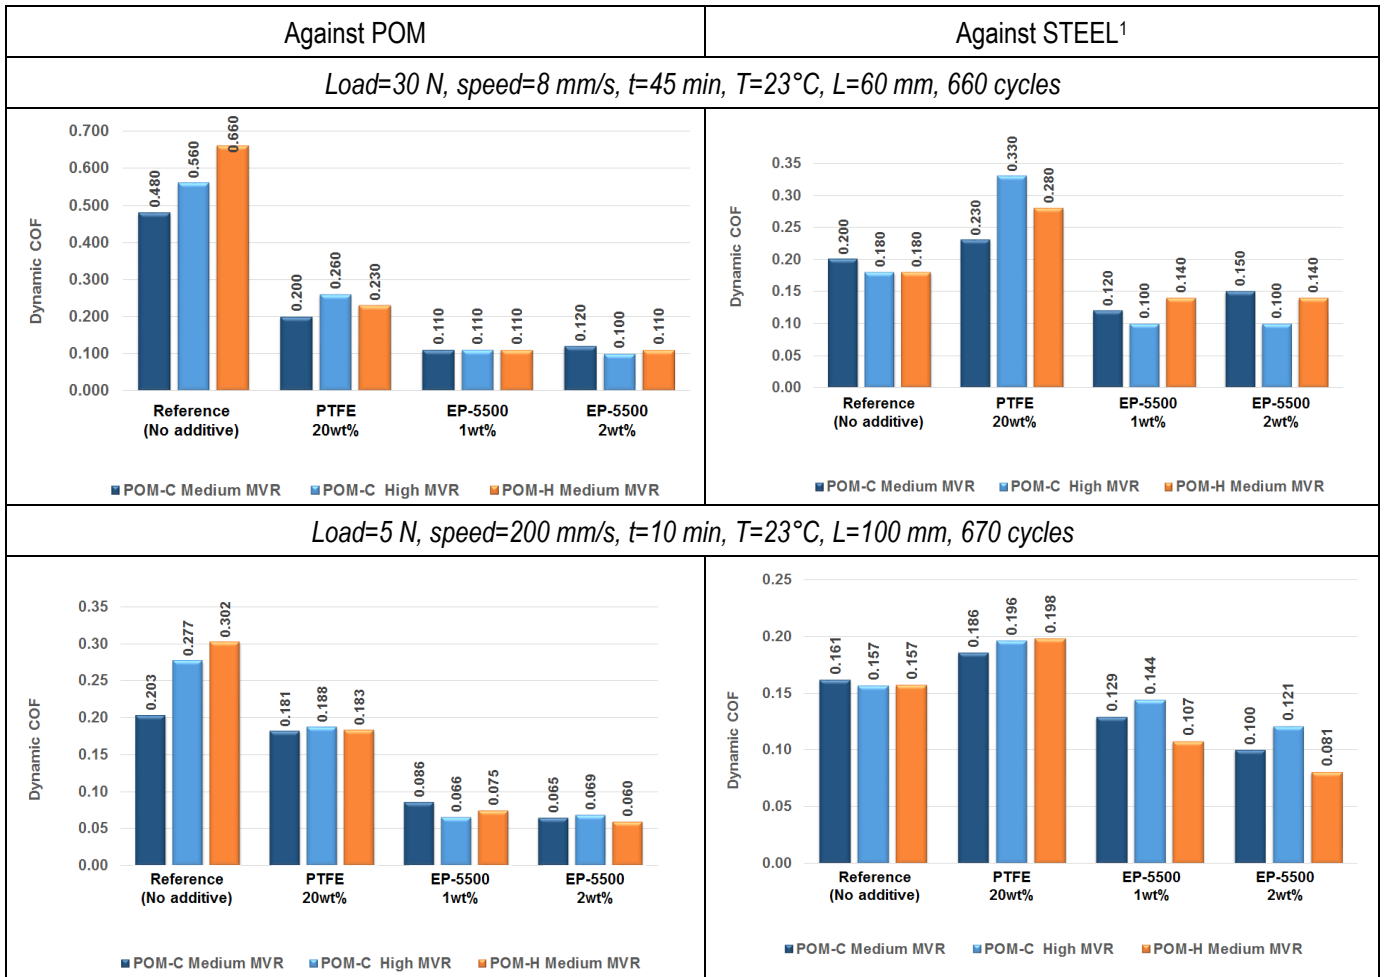 Against POM
Against STEEL1
Load=30 N, speed=8 mm/s, t=45 min, T=23°C, L=60 mm, 660 cycles
Dynamic COF
0.700
0.600
0.500
0.400
0.300
0.200
0.100
0.000
0.480
0.560
0.660
0.200
0.260
0.230
0.110
0.110
0.110
0.120
0.100
0.110
Reference
(No additive)
PTFE
20wt%
EP-5500
1wt%
EP-5500
2wt%
POM-C Medium MVR
POM-C High MVR
POM-H Medium MVR
Dynamic COF
0.35
0.30
0.25
0.20
0.15
0.10
0.05
0.00
0.200
0.180
0.180
0.230
0.330
0.280
0.120
0.100
0.140
0.150
0.100
0.140
Reference
(No additive)
PTFE
20wt%
EP-5500
1wt%
EP-5500
2wt%
POM-C Medium MVR
POM-C High MVR
POM-H Medium MVR
Load=5 N, speed=200 mm/s, t=10 min, T=23°C, L=100 mm, 670 cycles
Dynamic COF
0.35
0.30
0.25
0.20
0.15
0.10
0.05
0.00
0.203
0.277
0.302
0.181
0.188
0.183
0.086
0.066
0.075
0.065
0.069
0.060
Reference
(No additive)
PTFE
20wt%
EP-5500
1wt%
EP-5500
2wt%
POM-C Medium MVR
POM-C High MVR
POM-H Medium MVR
Dynamic COF
0.25
0.20
0.15
0.10
0.05
0.00
0.161
0.157
0.157
0.186
0.196
0.198
0.129
0.144
0.107
0.100
0.121
0.081
Reference
(No additive)
PTFE
20wt%
EP-5500
1wt%
EP-5500
2wt%
POM-C Medium MVR
POM-C High MVR
POM-H Medium MVR